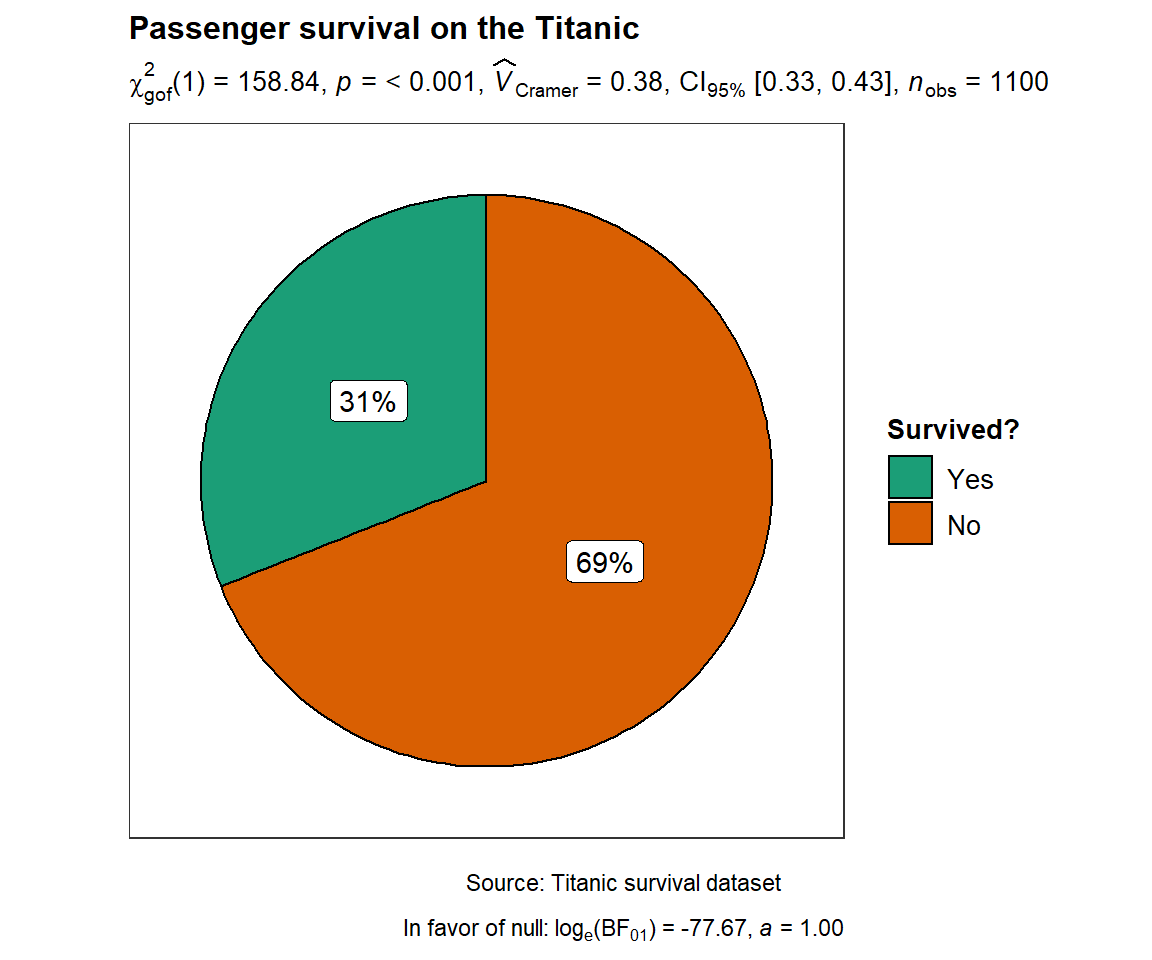 Passenger survival on the Titanic
χ²gof(1) = 158.84, p = < 0.001, V̂Cramer = 0.38, CI95% [0.33, 0.43], nobs = 1100
31%
69%
Survived?
Yes
No
Source: Titanic survival dataset
In favor of null: loge(BF01) = -77.67, a = 1.00